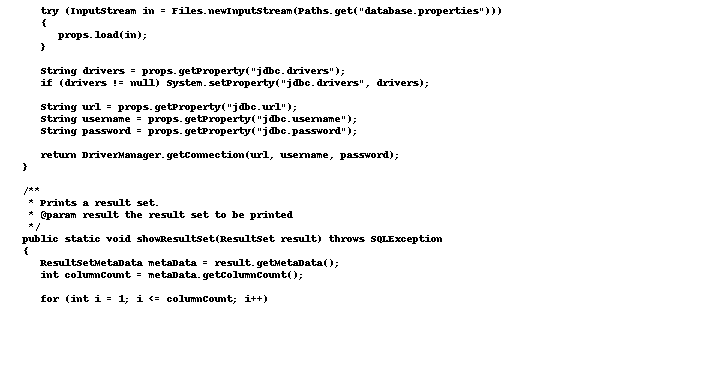 try (InputStream in = Files.newInputStream(Paths.get("database.properties")))
{
props.load(in);
}
String drivers = props.getProperty("jdbc.drivers");
if (drivers != null) System.setProperty("jdbc.drivers", drivers);
String url = props.getProperty("jdbc.url");
String username = props.getProperty("jdbc.username");
String password = props.getProperty("jdbc.password");
return DriverManager.getConnection(url, username, password);
}
/**
* Prints a result set.
* @param result the result set to be printed
*/
public static void showResultSet(ResultSet result) throws SQLException
{
ResultSetMetaData metaData = result.getMetaData();
int columnCount = metaData.getColumnCount();
for (int i = 1; i <= columnCount; i++)